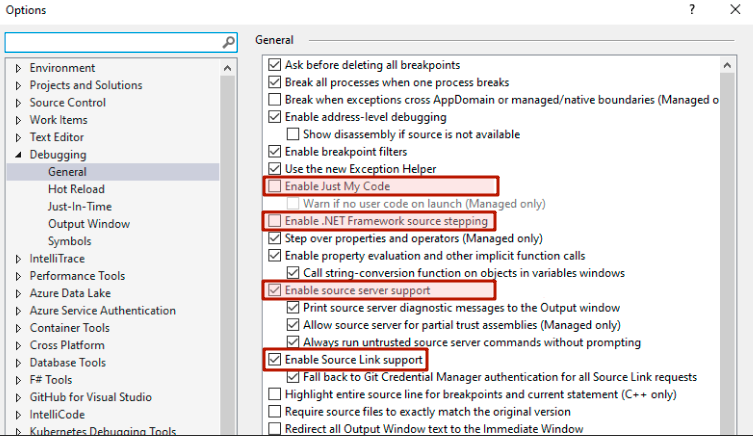 Options
?
General
Environment
Projects and Solutions
Source Control
Work Items
Text Editor
Debugging
General
Hot Reload
Just-In-Time
Output Window
Symbols
IntelliTrace
Performance Tools
Azure Data Lake
Azure Service Authentication
Container Tools
Cross Platform
Database Tools
F# Tools
GitHub for Visual Studio
IntelliCode
Kubernetes Debugging Tools
Ask before deleting all breakpoints
Break all processes when one process breaks
Break when exceptions cross AppDomain or managed/native boundaries (Managed o
Enable address-level debugging
Show disassembly if source is not available
Enable breakpoint filters
Use the new Exception Helper
Enable Just My Code
Warn if no user code on launch (Managed only)
Enable .NET Framework source stepping
Step over properties and operators (Managed only)
Enable property evaluation and other implicit function calls
Call string-conversion function on objects in variables windows
Enable source server support
Print source server diagnostic messages to the Output window
Allow source server for partial trust assemblies (Managed only)
Always run untrusted source server commands without prompting
Enable Source Link support
Fall back to Git Credential Manager authentication for all Source Link requests
Highlight entire source line for breakpoints and current statement (C++ only)
Require source files to exactly match the original version
Redirect all Output Window text to the Immediate Window